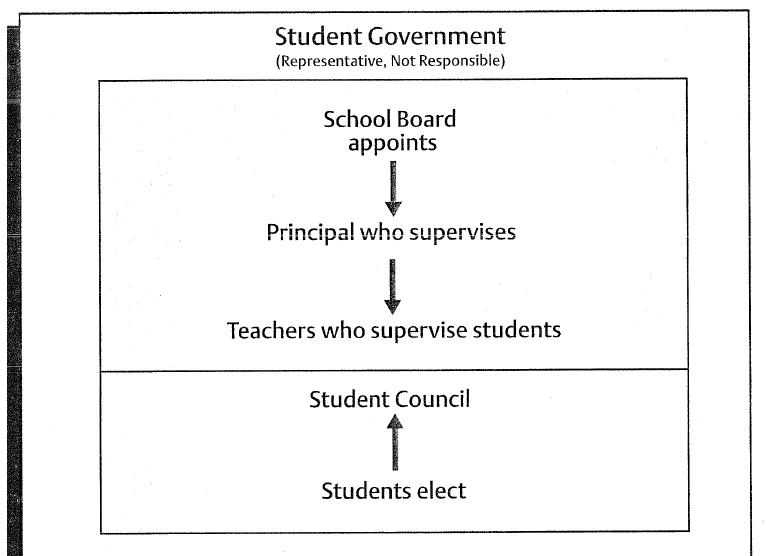 Student Government
(Representative, Not Responsible)
School Board
appoints
Principal who supervises
Teachers who supervise students
Student Council
Students elect